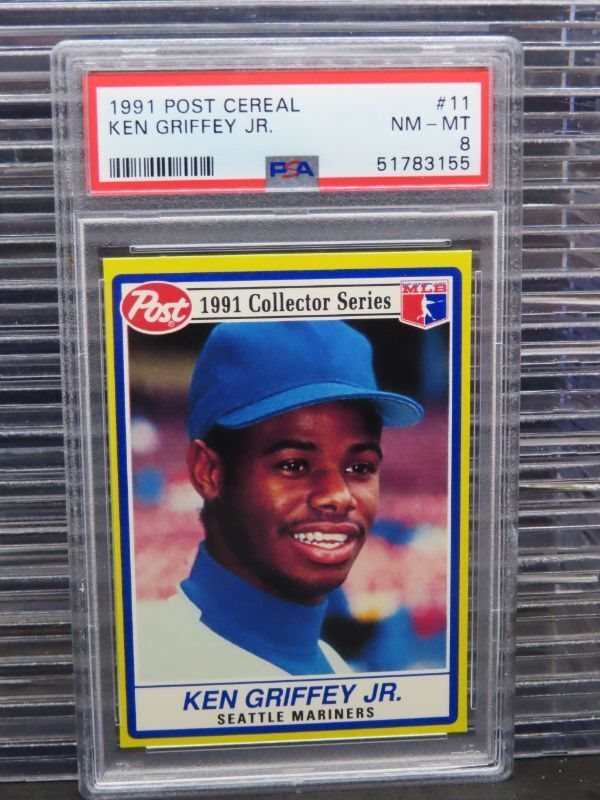 1991 POST CEREAL #11
KEN GRIFFEY JR. NM - MT
8
PSA 51783155
Post® 1991 Collector Series MLB
KEN GRIFFEY JR.
SEATTLE MARINERS